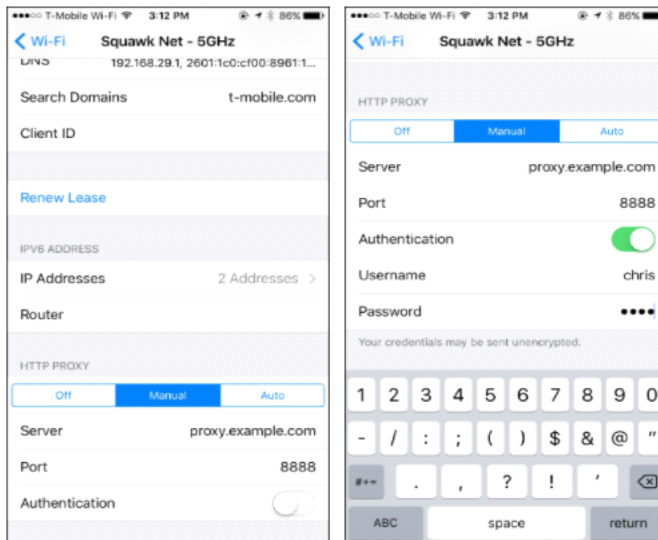 T-Mobile Wi-Fi 3:12 PM 86%
Wi-Fi Squawk Net - 5GHz
DNS 192.168.29.1, 2601:1c0:cf00:8961:1...
Search Domains t-mobile.com
Client ID
Renew Lease
IPV6 ADDRESS
IP Addresses 2 Addresses >
Router
HTTP PROXY
Off Manual Auto
Server proxy.example.com
Port 8888
Authentication
T-Mobile Wi-Fi 3:12 PM 86%
Wi-Fi Squawk Net - 5GHz
HTTP PROXY
Off Manual Auto
Server proxy.example.com
Port 8888
Authentication
Username chris
Password ••••
Your credentials may be sent unencrypted.
1 2 3 4 5 6 7 8 9 0
- / : ; ( ) $ & @ "
#+= . , ? ! '
ABC space return